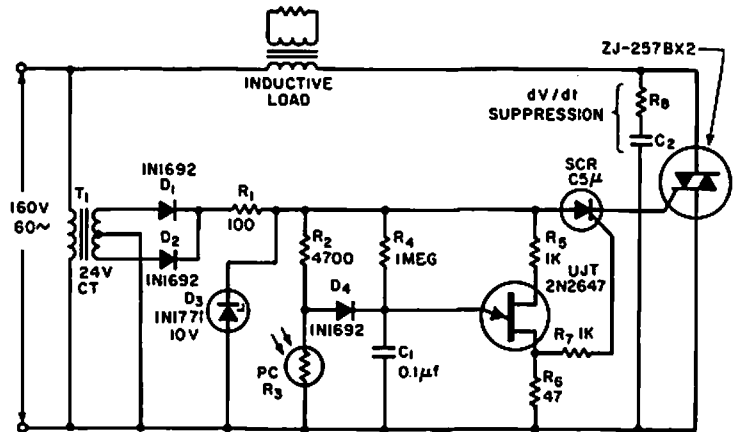 ZJ-257BX2
INDUCTIVE
LOAD
dV/dt
SUPPRESSION
R8
C2
SCR
C5µ
160V
60~
T1
24V
CT
1N1692
D1
D2
1N1692
R1
100
D3
1N1771
10V
R2
4700
R4
1MEG
D4
1N1692
PC
R3
C1
0.1µf
R5
1K
UJT
2N2647
R7 1K
R6
47